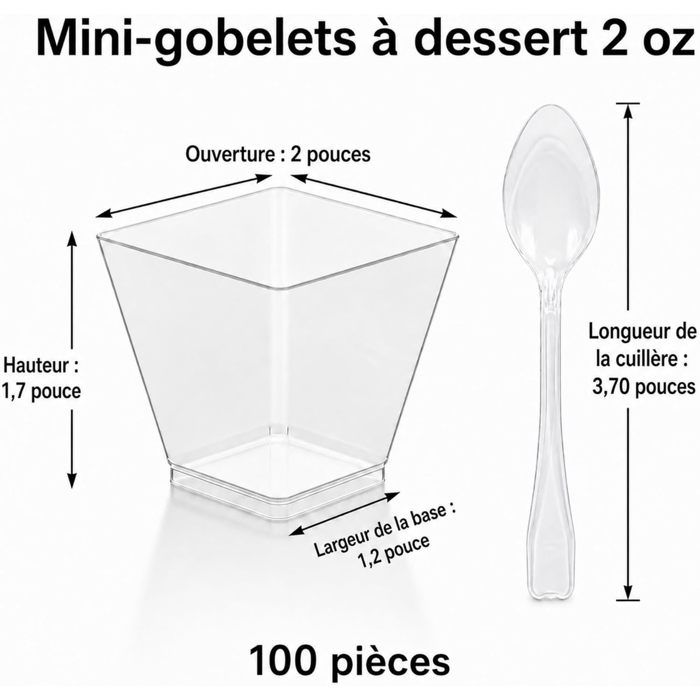 Mini-gobelets à dessert 2 oz
Ouverture : 2 pouces
Hauteur :
1,7 pouce
Longueur de
la cuillère :
3,70 pouces
Largeur de la base :
1,2 pouce
100 pièces